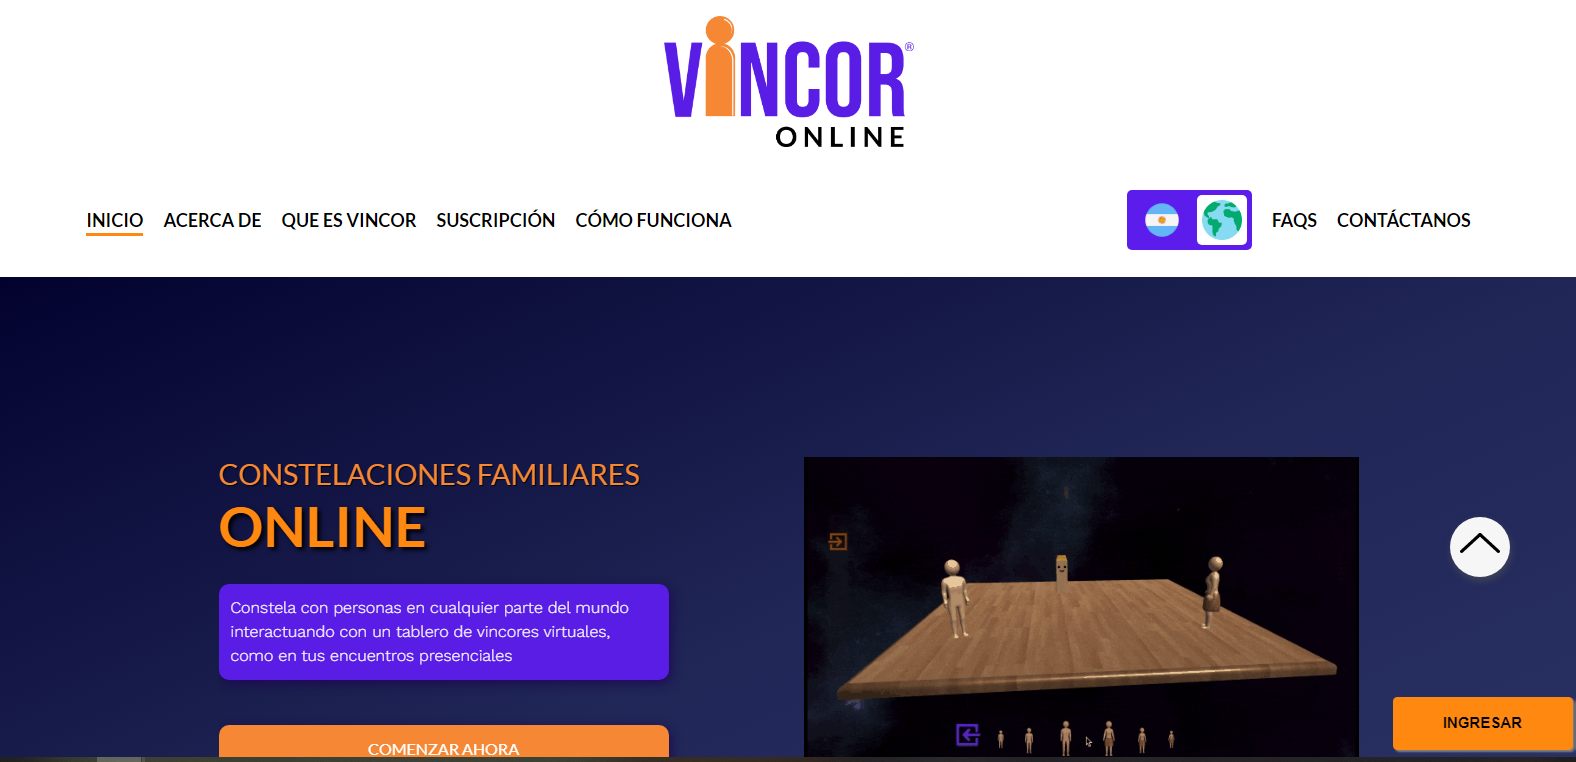 VINCOR®
ONLINE
INICIO ACERCA DE QUE ES VINCOR SUSCRIPCIÓN CÓMO FUNCIONA FAQS CONTÁCTANOS
CONSTELACIONES FAMILIARES
ONLINE
Constela con personas en cualquier parte del mundo
interactuando con un tablero de vincores virtuales,
como en tus encuentros presenciales
COMENZAR AHORA
INGRESAR